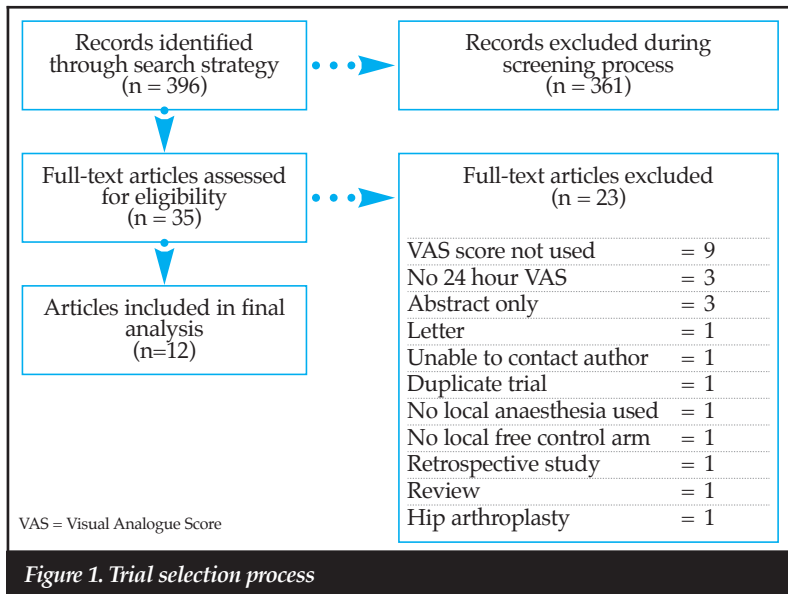 Records identified
through search strategy
(n = 396)
Records excluded during
screening process
(n = 361)
Full-text articles assessed
for eligibility
(n = 35)
Full-text articles excluded
(n = 23)
VAS score not used = 9
No 24 hour VAS = 3
Abstract only = 3
Letter = 1
Unable to contact author = 1
Duplicate trial = 1
No local anaesthesia used = 1
No local free control arm = 1
Retrospective study = 1
Review = 1
Hip arthroplasty = 1
Articles included in final
analysis
(n=12)
VAS = Visual Analogue Score
Figure 1. Trial selection process